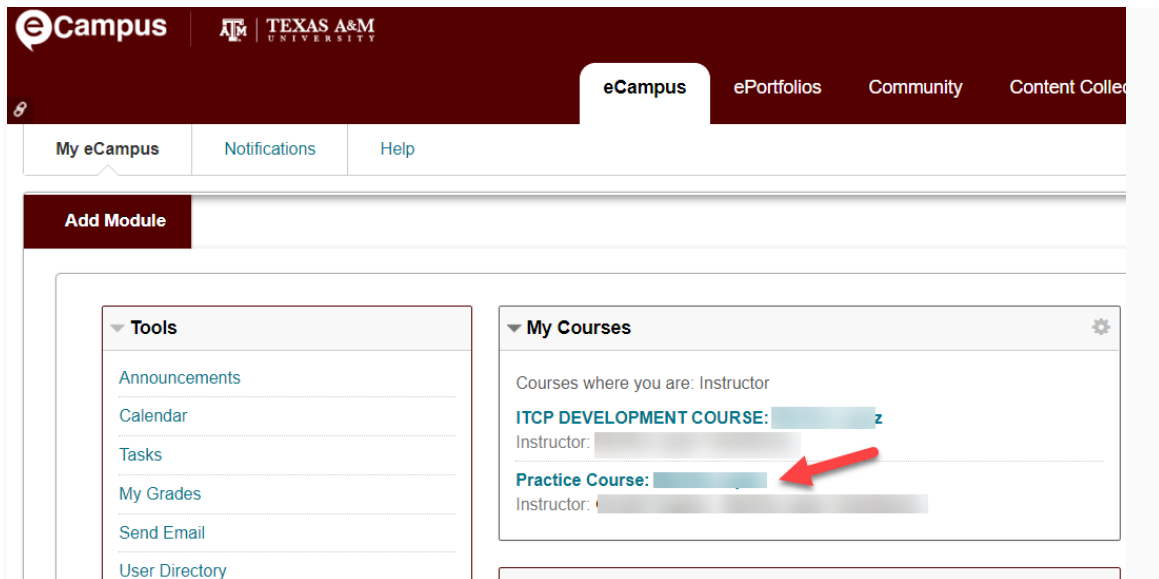 eCampus
TEXAS A&M
UNIVERSITY
eCampus ePortfolios Community Content Collec
My eCampus Notifications Help
Add Module
Tools
Announcements
Calendar
Tasks
My Grades
Send Email
User Directory
My Courses
Courses where you are: Instructor
ITCP DEVELOPMENT COURSE: z
Instructor:
Practice Course:
Instructor: